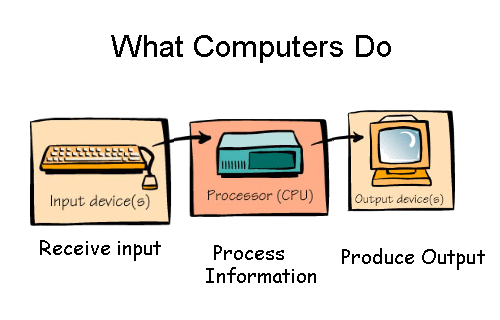 What Computers Do
Input device(s)
Processor (CPU)
Output device(s)
Receive input
Process
Information
Produce Output